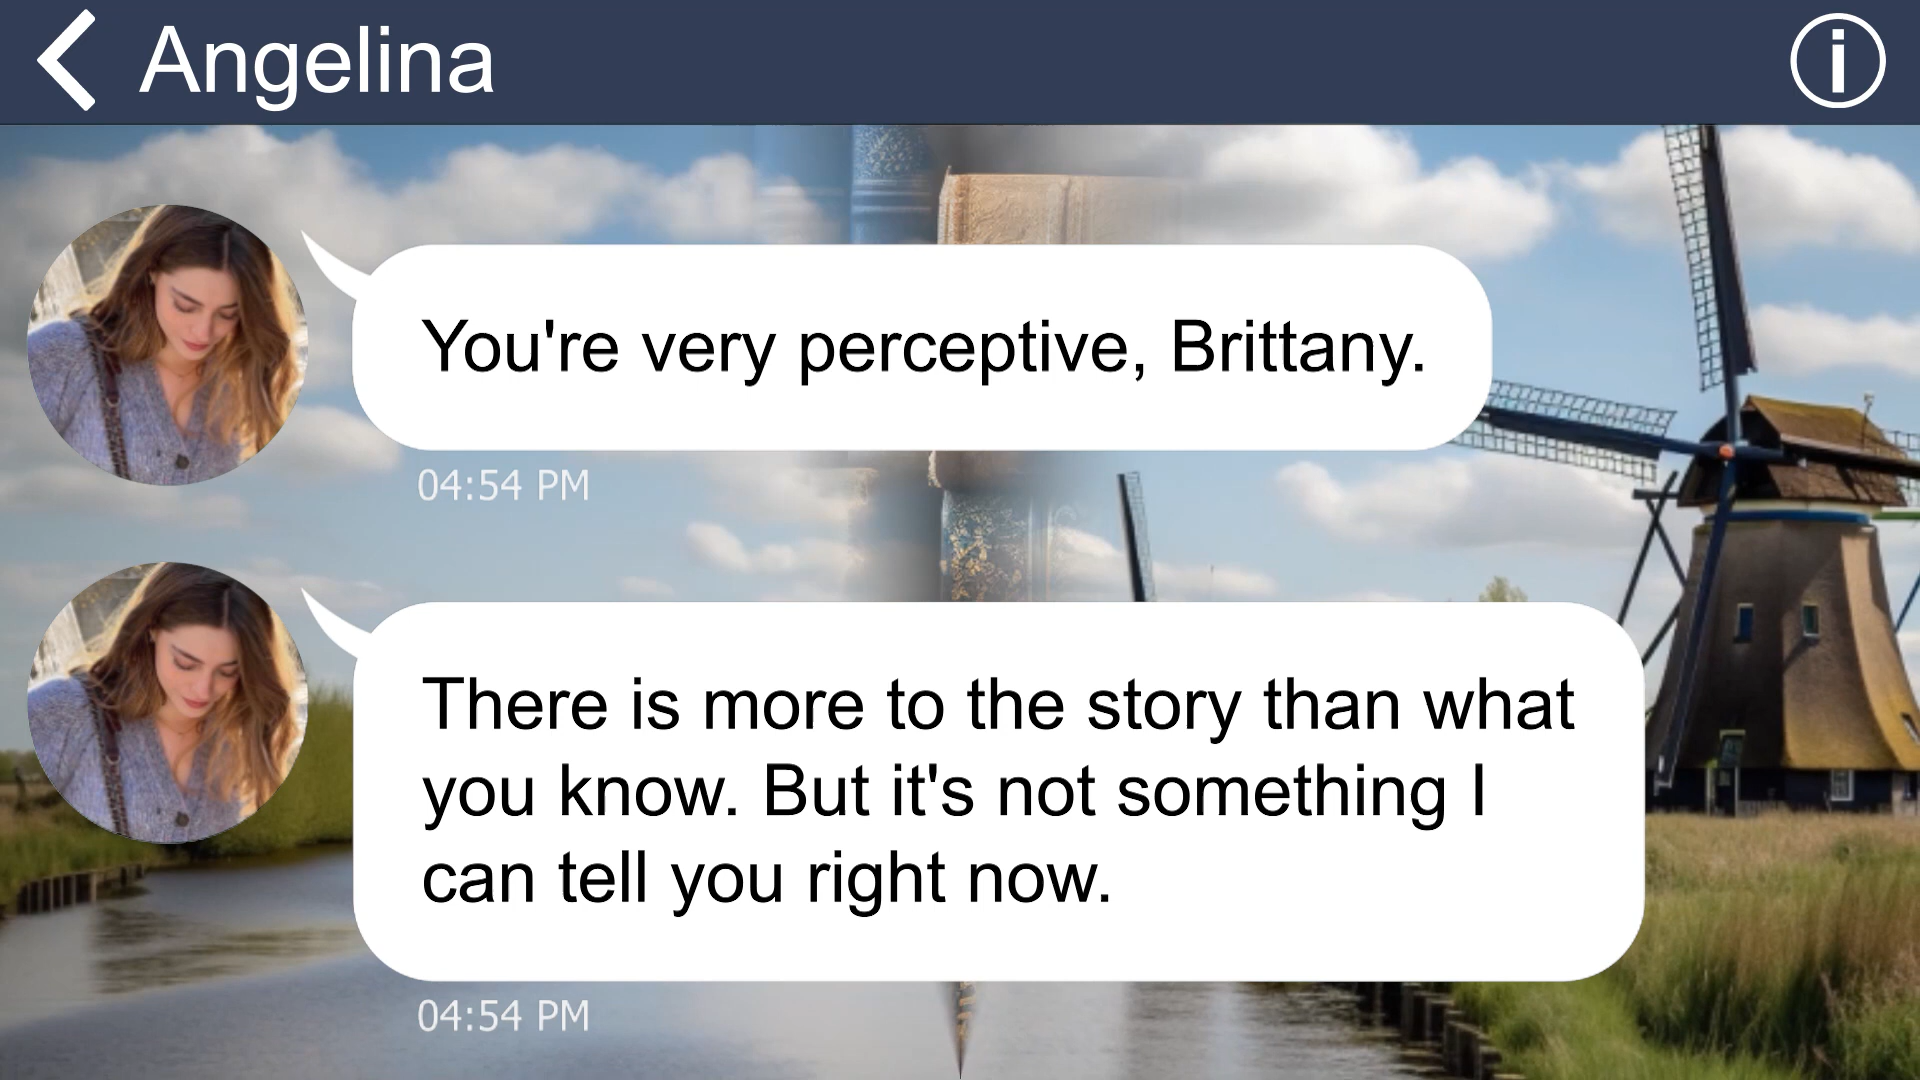 Angelina
You're very perceptive, Brittany.
04:54 PM
There is more to the story than what
you know. But it's not something I
can tell you right now.
04:54 PM